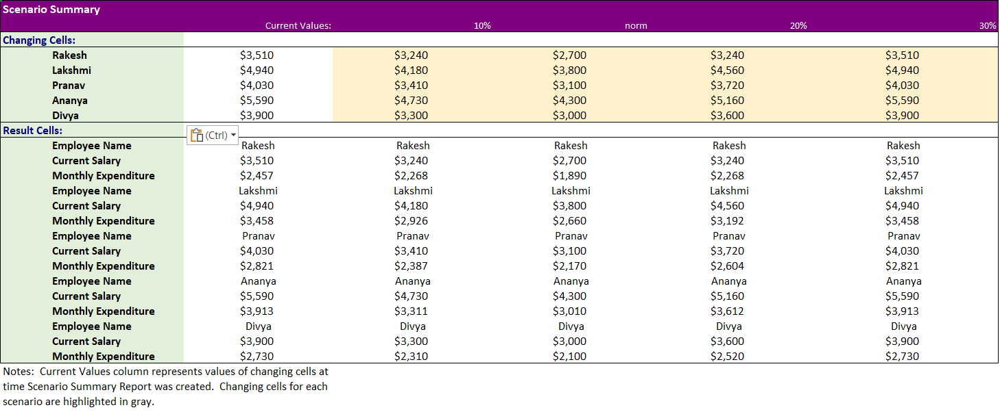 Scenario Summary
Current Values: 10% norm 20% 30%
Changing Cells:
Rakesh $3,510 $3,240 $2,700 $3,240 $3,510
Lakshmi $4,940 $4,180 $3,800 $4,560 $4,940
Pranav $4,030 $3,410 $3,100 $3,720 $4,030
Ananya $5,590 $4,730 $4,300 $5,160 $5,590
Divya $3,900 $3,300 $3,000 $3,600 $3,900
Result Cells:
(Ctrl)
Employee Name Rakesh Rakesh Rakesh Rakesh Rakesh
Current Salary $3,510 $3,240 $2,700 $3,240 $3,510
Monthly Expenditure $2,457 $2,268 $1,890 $2,268 $2,457
Employee Name Lakshmi Lakshmi Lakshmi Lakshmi Lakshmi
Current Salary $4,940 $4,180 $3,800 $4,560 $4,940
Monthly Expenditure $3,458 $2,926 $2,660 $3,192 $3,458
Employee Name Pranav Pranav Pranav Pranav Pranav
Current Salary $4,030 $3,410 $3,100 $3,720 $4,030
Monthly Expenditure $2,821 $2,387 $2,170 $2,604 $2,821
Employee Name Ananya Ananya Ananya Ananya Ananya
Current Salary $5,590 $4,730 $4,300 $5,160 $5,590
Monthly Expenditure $3,913 $3,311 $3,010 $3,612 $3,913
Employee Name Divya Divya Divya Divya Divya
Current Salary $3,900 $3,300 $3,000 $3,600 $3,900
Monthly Expenditure $2,730 $2,310 $2,100 $2,520 $2,730
Notes: Current Values column represents values of changing cells at
time Scenario Summary Report was created. Changing cells for each
scenario are highlighted in gray.